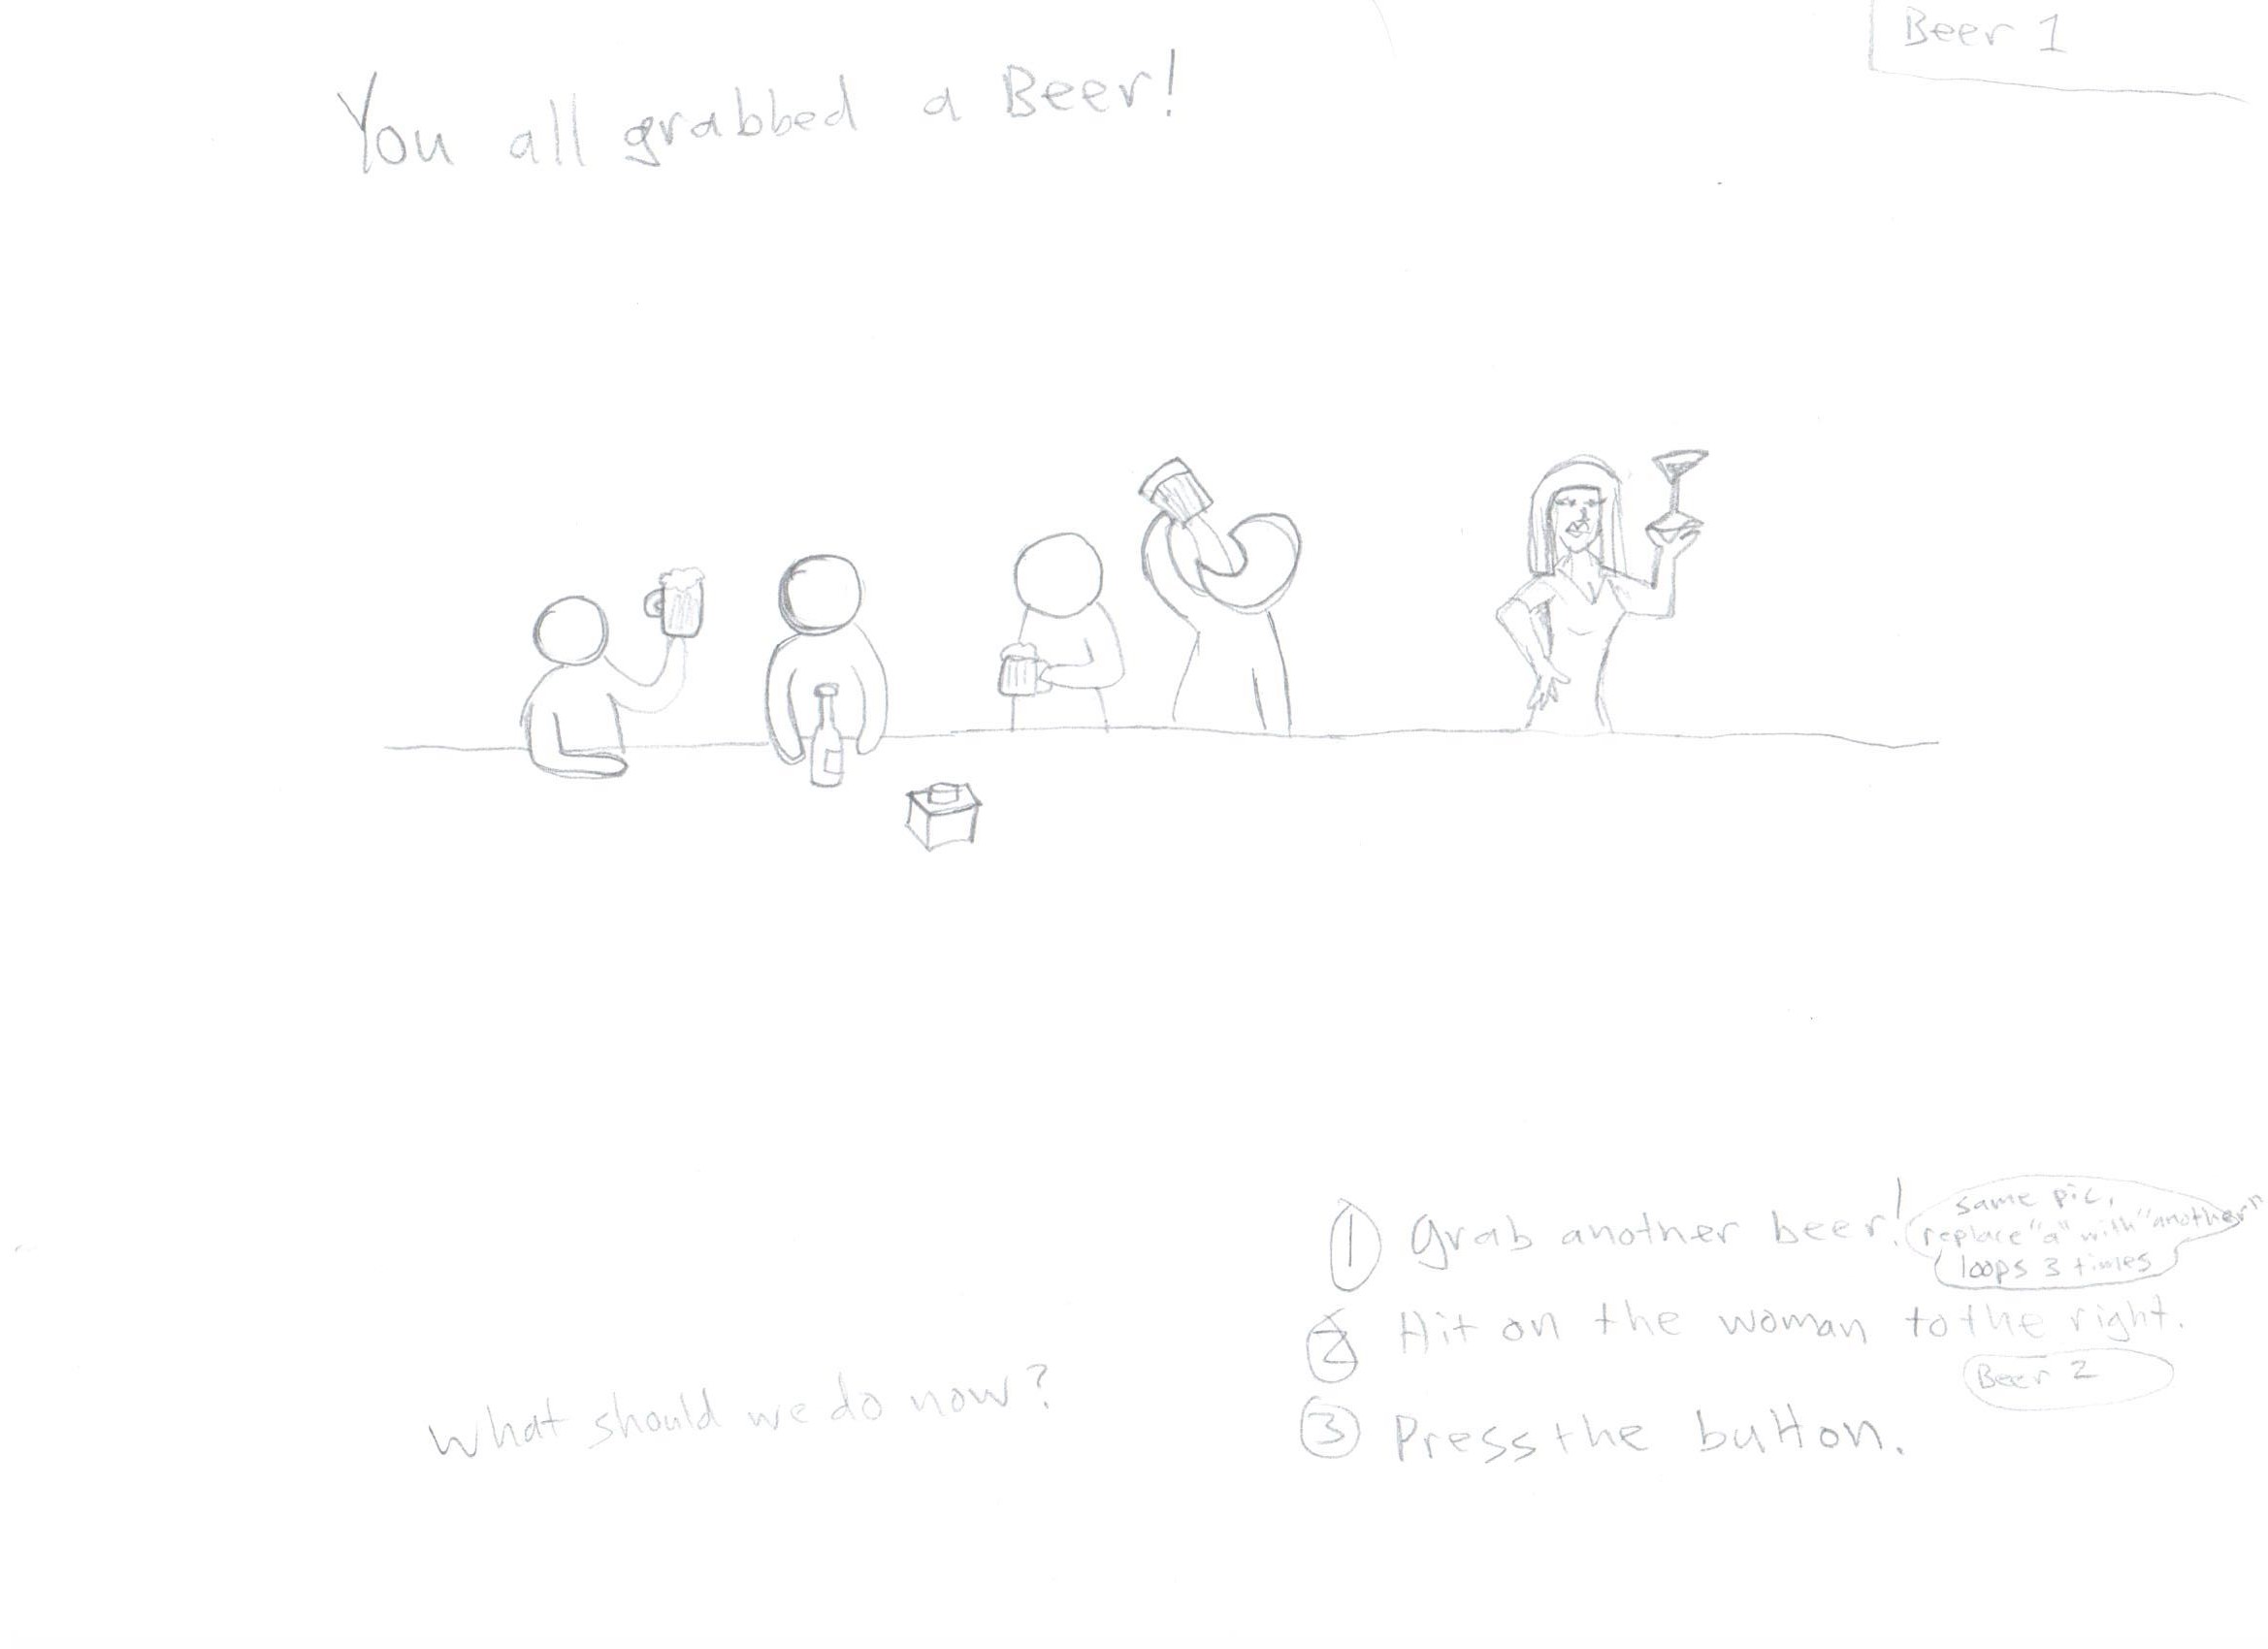 Beer 1
You all grabbed a Beer!
① Grab another beer!
same pic,
replace "a" with "another"
loops 3 times
② Hit on the woman to the right.
Beer 2
What should we do now?
③ Press the button.